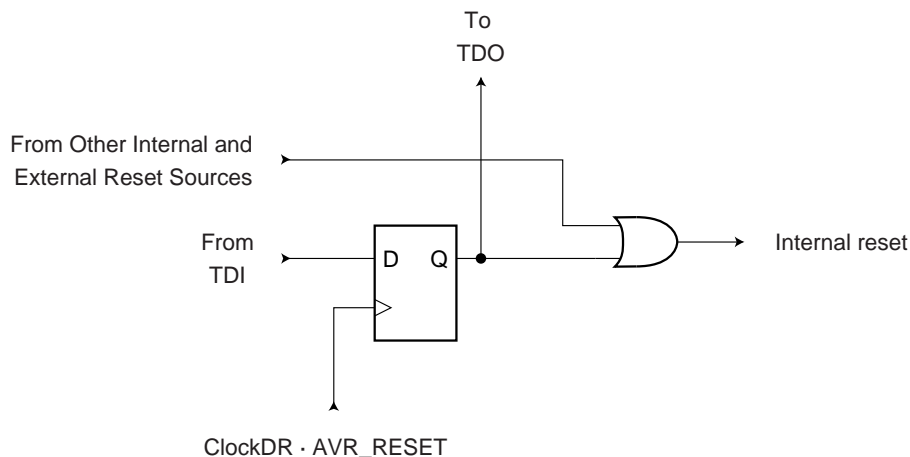 To
TDO
From Other Internal and
External Reset Sources
From
TDI
D
Q
Internal reset
ClockDR · AVR_RESET